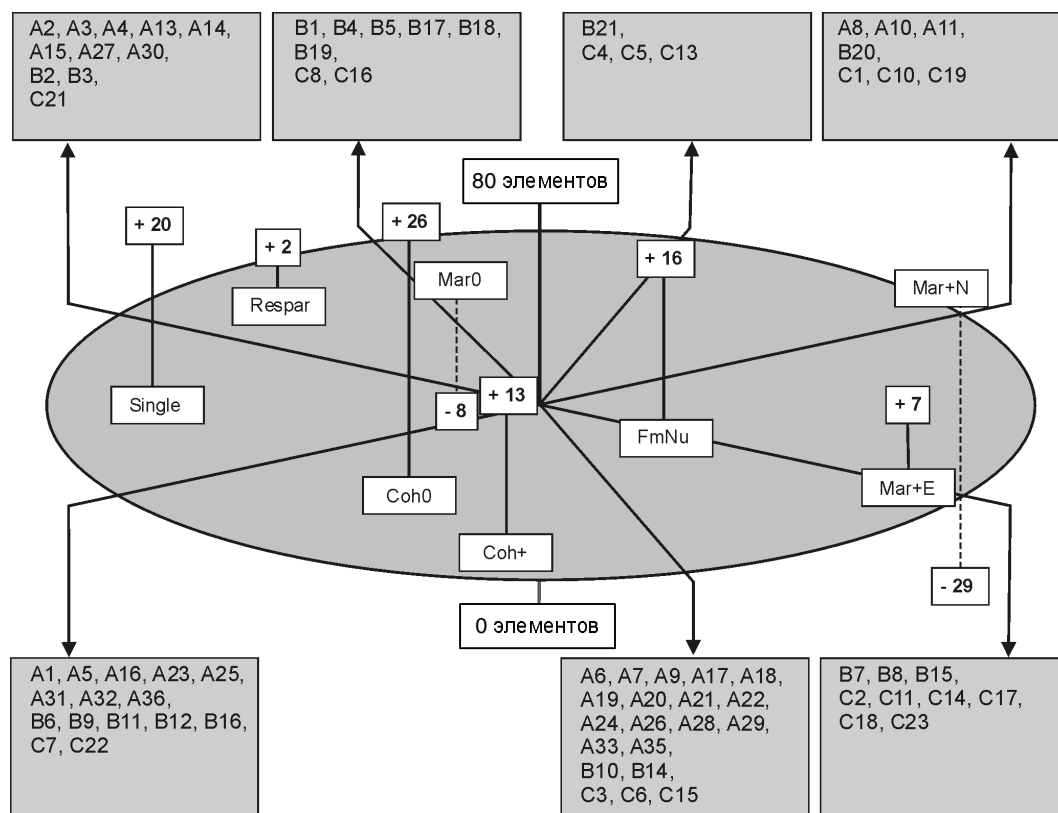 A2, A3, A4, A13, A14,
A15, A27, A30,
B2, B3,
C21
B1, B4, B5, B17, B18,
B19,
C8, C16
B21,
C4, C5, C13
A8, A10, A11,
B20,
C1, C10, C19
80 элементов
+ 20
+ 2
+ 26
+ 16
Respar
Mar0
Mar+N
Single
- 8
+ 13
FmNu
+ 7
Coh0
Mar+E
Coh+
- 29
0 элементов
A1, A5, A16, A23, A25,
A31, A32, A36,
B6, B9, B11, B12, B16,
C7, C22
A6, A7, A9, A17, A18,
A19, A20, A21, A22,
A24, A26, A28, A29,
A33, A35,
B10, B14,
C3, C6, C15
B7, B8, B15,
C2, C11, C14, C17,
C18, C23